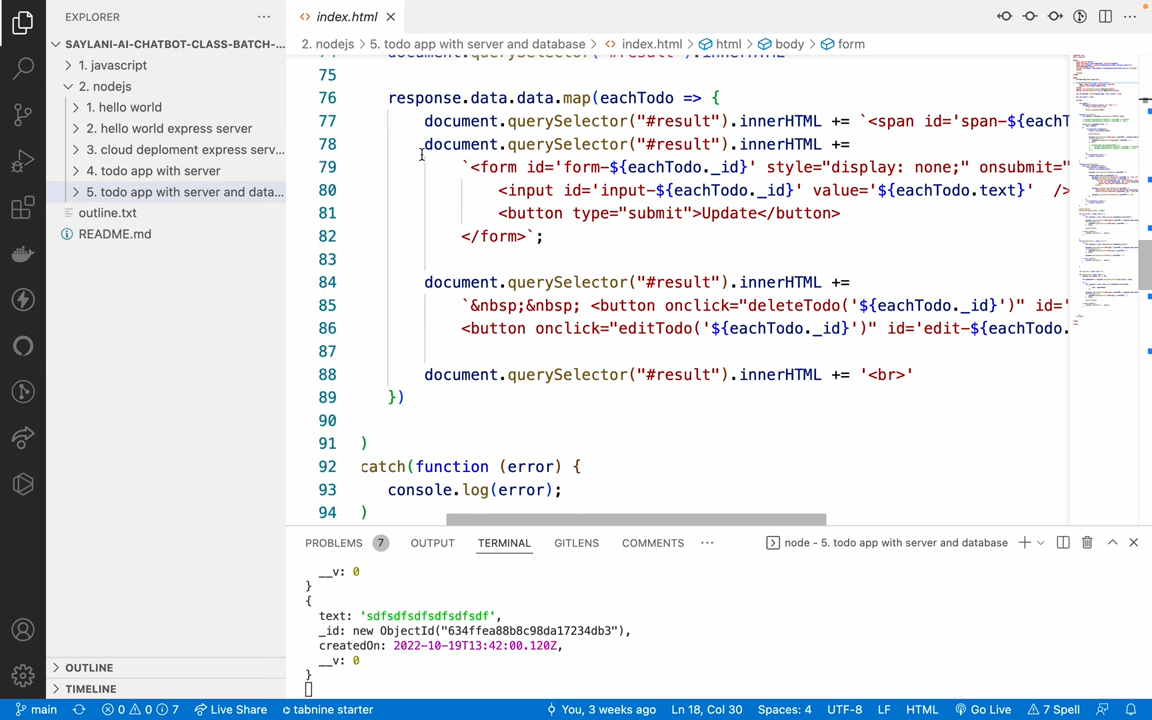 EXPLORER
SAYLANI-AI-CHATBOT-CLASS-BATCH-...
1. javascript
2. nodejs
1. hello world
2. hello world express server
3. cloud deploment express serv...
4. todo app with server
5. todo app with server and data...
outline.txt
README.md
OUTLINE
TIMELINE
index.html
2. nodejs > 5. todo app with server and database > index.html > html > body > form
75
76 response.data.data.map(eachTodo => {
77 document.querySelector("#result").innerHTML += `<span id='span-${eachT
78 document.querySelector("#result").innerHTML +=
79 `<form id='form-${eachTodo._id}' style="display: none;" onsubmit="
80 <input id='input-${eachTodo._id}' value='${eachTodo.text}' />
81 <button type="submit">Update</button>
82 </form>`;
83
84 document.querySelector("#result").innerHTML +=
85 `&nbsp;&nbsp; <button onclick="deleteTodo('${eachTodo._id}')" id='
86 <button onclick="editTodo('${eachTodo._id}')" id='edit-${eachTodo.
87
88 document.querySelector("#result").innerHTML += '<br>'
89 })
90
91 )
92 catch(function (error) {
93 console.log(error);
94 )
PROBLEMS 7 OUTPUT TERMINAL GITLENS COMMENTS ... node - 5. todo app with server and database
__v: 0
}
{
text: 'sdfsdfsdfsdfsdfsdf',
_id: new ObjectId("634ffea88b8c98da17234db3"),
createdOn: 2022-10-19T13:42:00.120Z,
__v: 0
}
main 0 0 7 Live Share tabnine starter You, 3 weeks ago Ln 18, Col 30 Spaces: 4 UTF-8 LF HTML Go Live 7 Spell